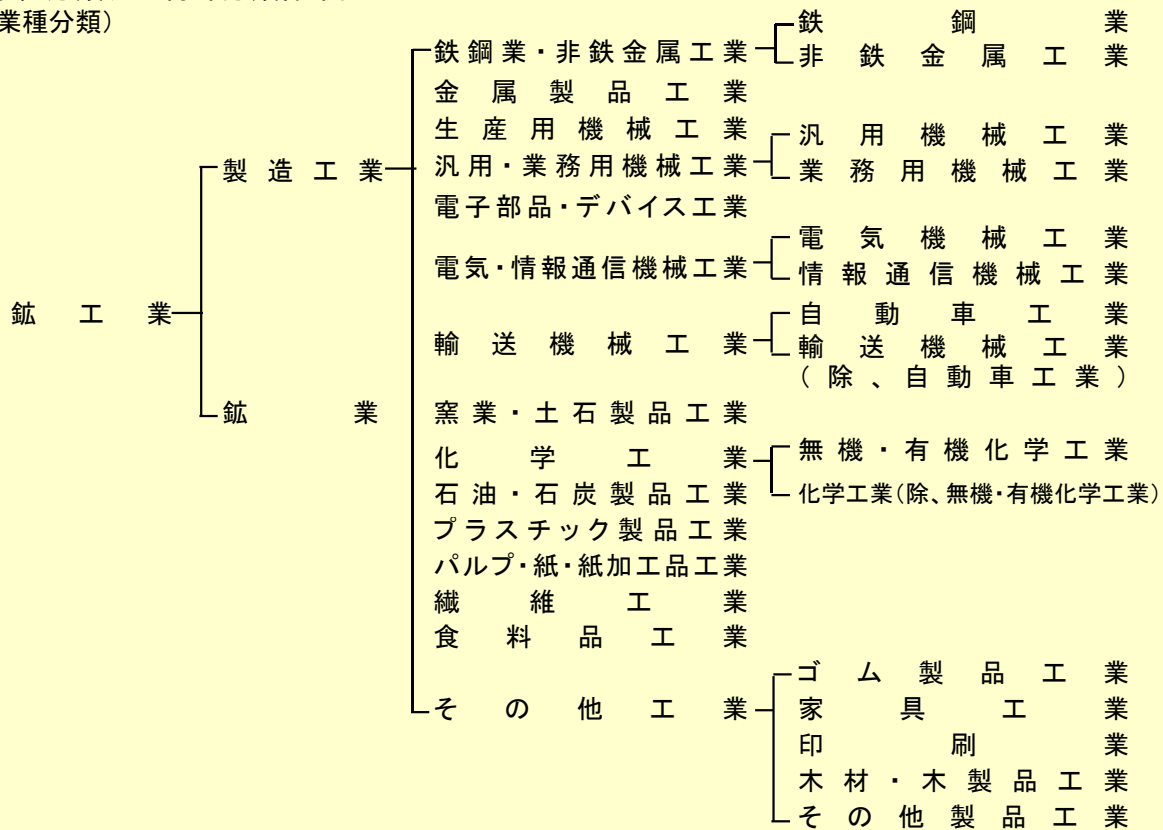 業種分類）
鉄鋼業
鉄鋼業・非鉄金属工業
非鉄金属工業
金属製品工業
生産用機械工業
汎用機械工業
製造工業
汎用・業務用機械工業
業務用機械工業
電子部品・デバイス工業
電気機械工業
電気・情報通信機械工業
情報通信機械工業
鉱工業
自動車工業
輸送機械工業
輸送機械工業
（除、自動車工業）
鉱業
窯業・土石製品工業
化学工業
無機・有機化学工業
石油・石炭製品工業
化学工業（除、無機・有機化学工業）
プラスチック製品工業
パルプ・紙・紙加工品工業
繊維工業
食料品工業
ゴム製品工業
その他工業
家具工業
印刷業
木材・木製品工業
その他製品工業